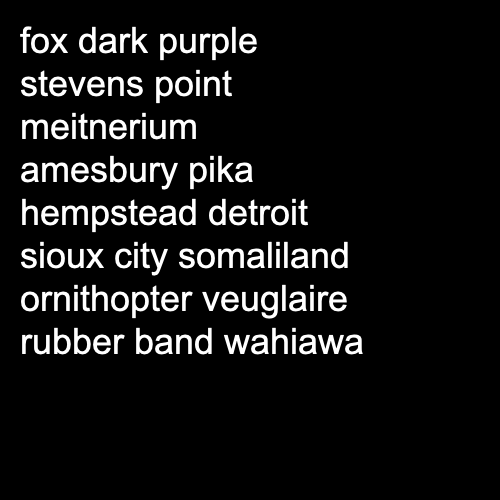 fox dark purple
stevens point
meitnerium
amesbury pika
hempstead detroit
sioux city somaliland
ornithopter veuglaire
rubber band wahiawa